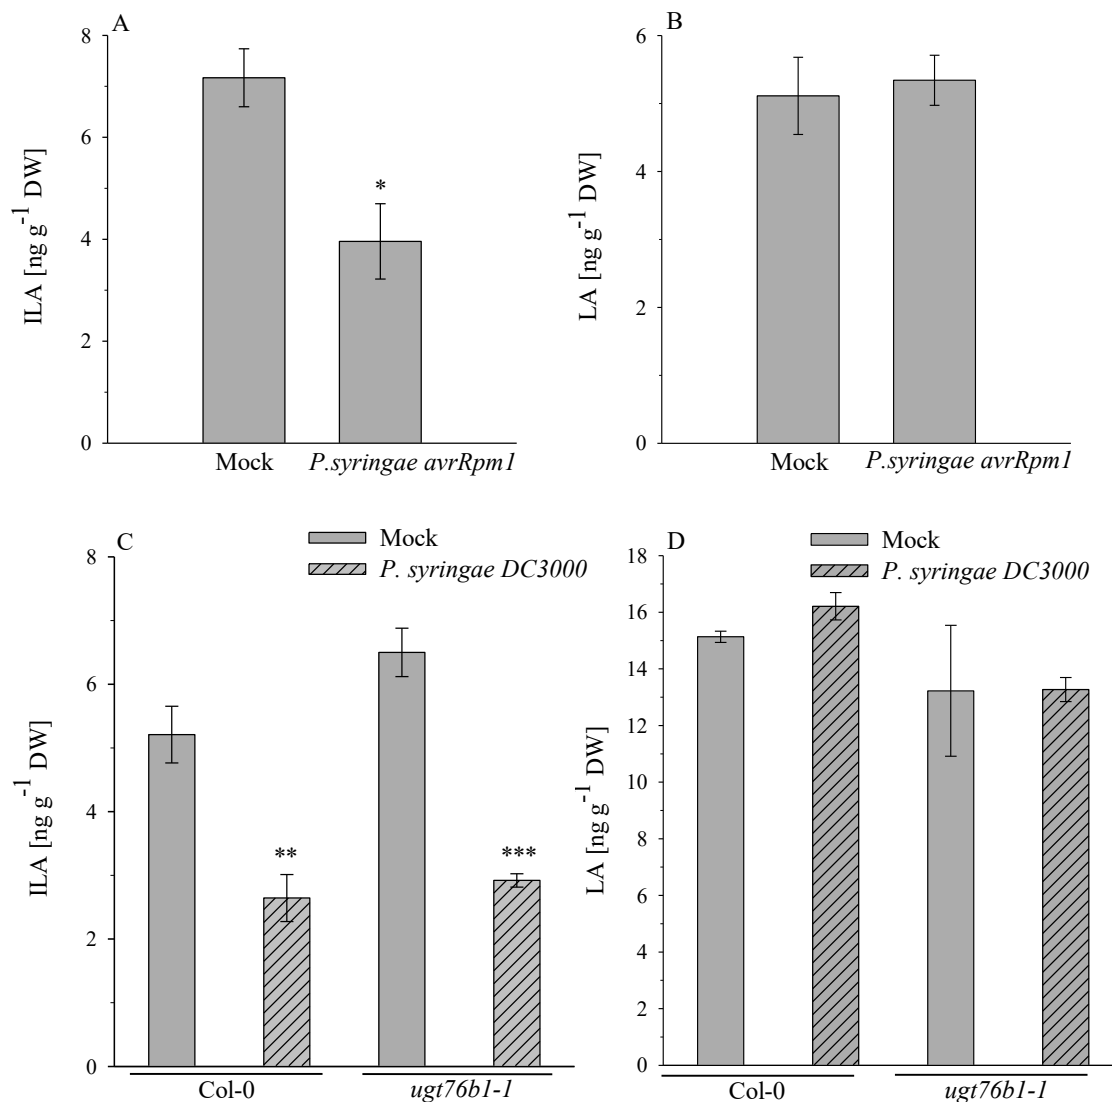 A
8
6
4
2
0
ILA [ng g-1 DW]
*
Mock
P.syringae avrRpm1
B
6
4
2
0
LA [ng g-1 DW]
Mock
P.syringae avrRpm1
C
Mock
P. syringae DC3000
8
6
4
2
0
ILA [ng g-1 DW]
**
***
Col-0
ugt76b1-1
D
Mock
P. syringae DC3000
18
16
14
12
10
8
6
4
2
0
LA [ng g-1 DW]
Col-0
ugt76b1-1